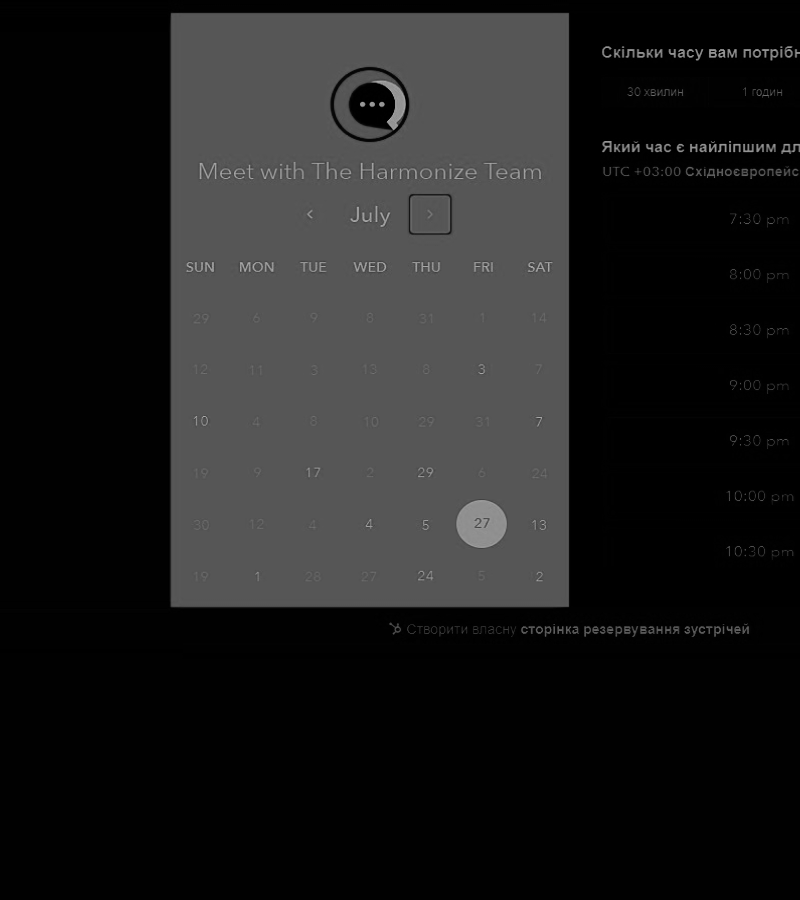 Meet with The Harmonize Team
July
SUN MON TUE WED THU FRI SAT
29 6 9 8 31 1 14
12 11 3 13 8 3 7
10 4 8 10 29 31 7
19 9 17 2 29 6 24
30 12 4 4 5 27 13
19 1 28 27 24 5 2
Скільки часу вам потрібн
30 хвилин 1 годин
Який час є найліпшим дл
UTC +03:00 Східноєвропейс
7:30 pm
8:00 pm
8:30 pm
9:00 pm
9:30 pm
10:00 pm
10:30 pm
Створити власну сторінка резервування зустрічей